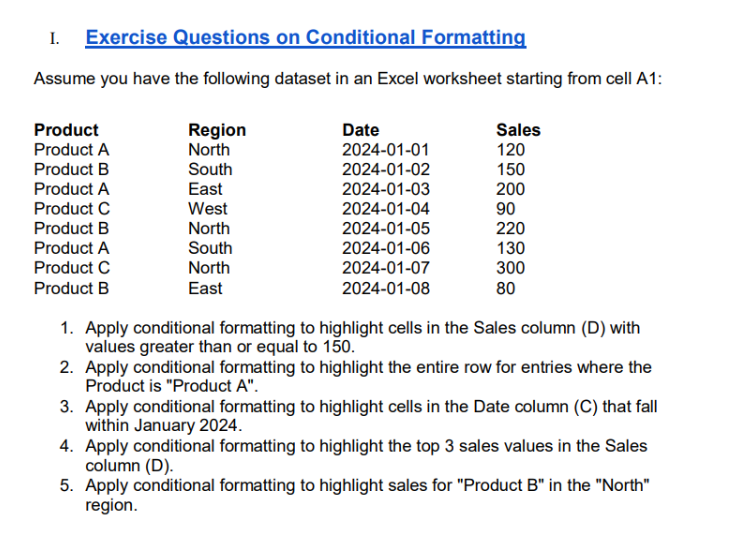 I. Exercise Questions on Conditional Formatting
Assume you have the following dataset in an Excel worksheet starting from cell A1:
Product Region Date Sales
Product A North 2024-01-01 120
Product B South 2024-01-02 150
Product A East 2024-01-03 200
Product C West 2024-01-04 90
Product B North 2024-01-05 220
Product A South 2024-01-06 130
Product C North 2024-01-07 300
Product B East 2024-01-08 80
1. Apply conditional formatting to highlight cells in the Sales column (D) with
values greater than or equal to 150.
2. Apply conditional formatting to highlight the entire row for entries where the
Product is "Product A".
3. Apply conditional formatting to highlight cells in the Date column (C) that fall
within January 2024.
4. Apply conditional formatting to highlight the top 3 sales values in the Sales
column (D).
5. Apply conditional formatting to highlight sales for "Product B" in the "North"
region.